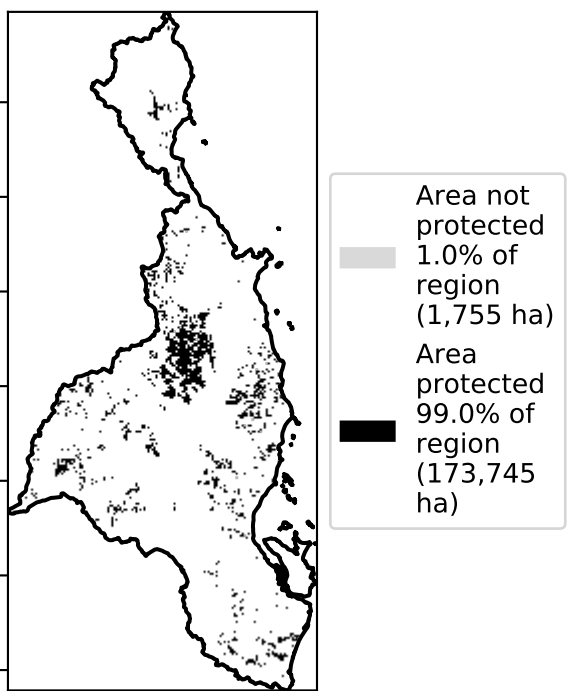 Area not
protected
1.0% of
region
(1,755 ha)
Area
protected
99.0% of
region
(173,745
ha)